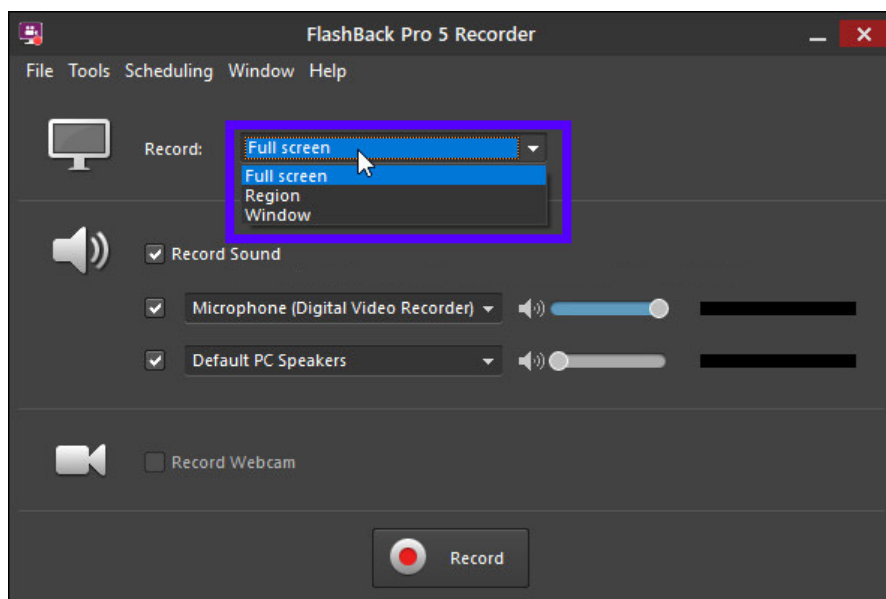 FlashBack Pro 5 Recorder
File Tools Scheduling Window Help
Record: Full screen
Full screen
Region
Window
Record Sound
Microphone (Digital Video Recorder)
Default PC Speakers
Record Webcam
Record